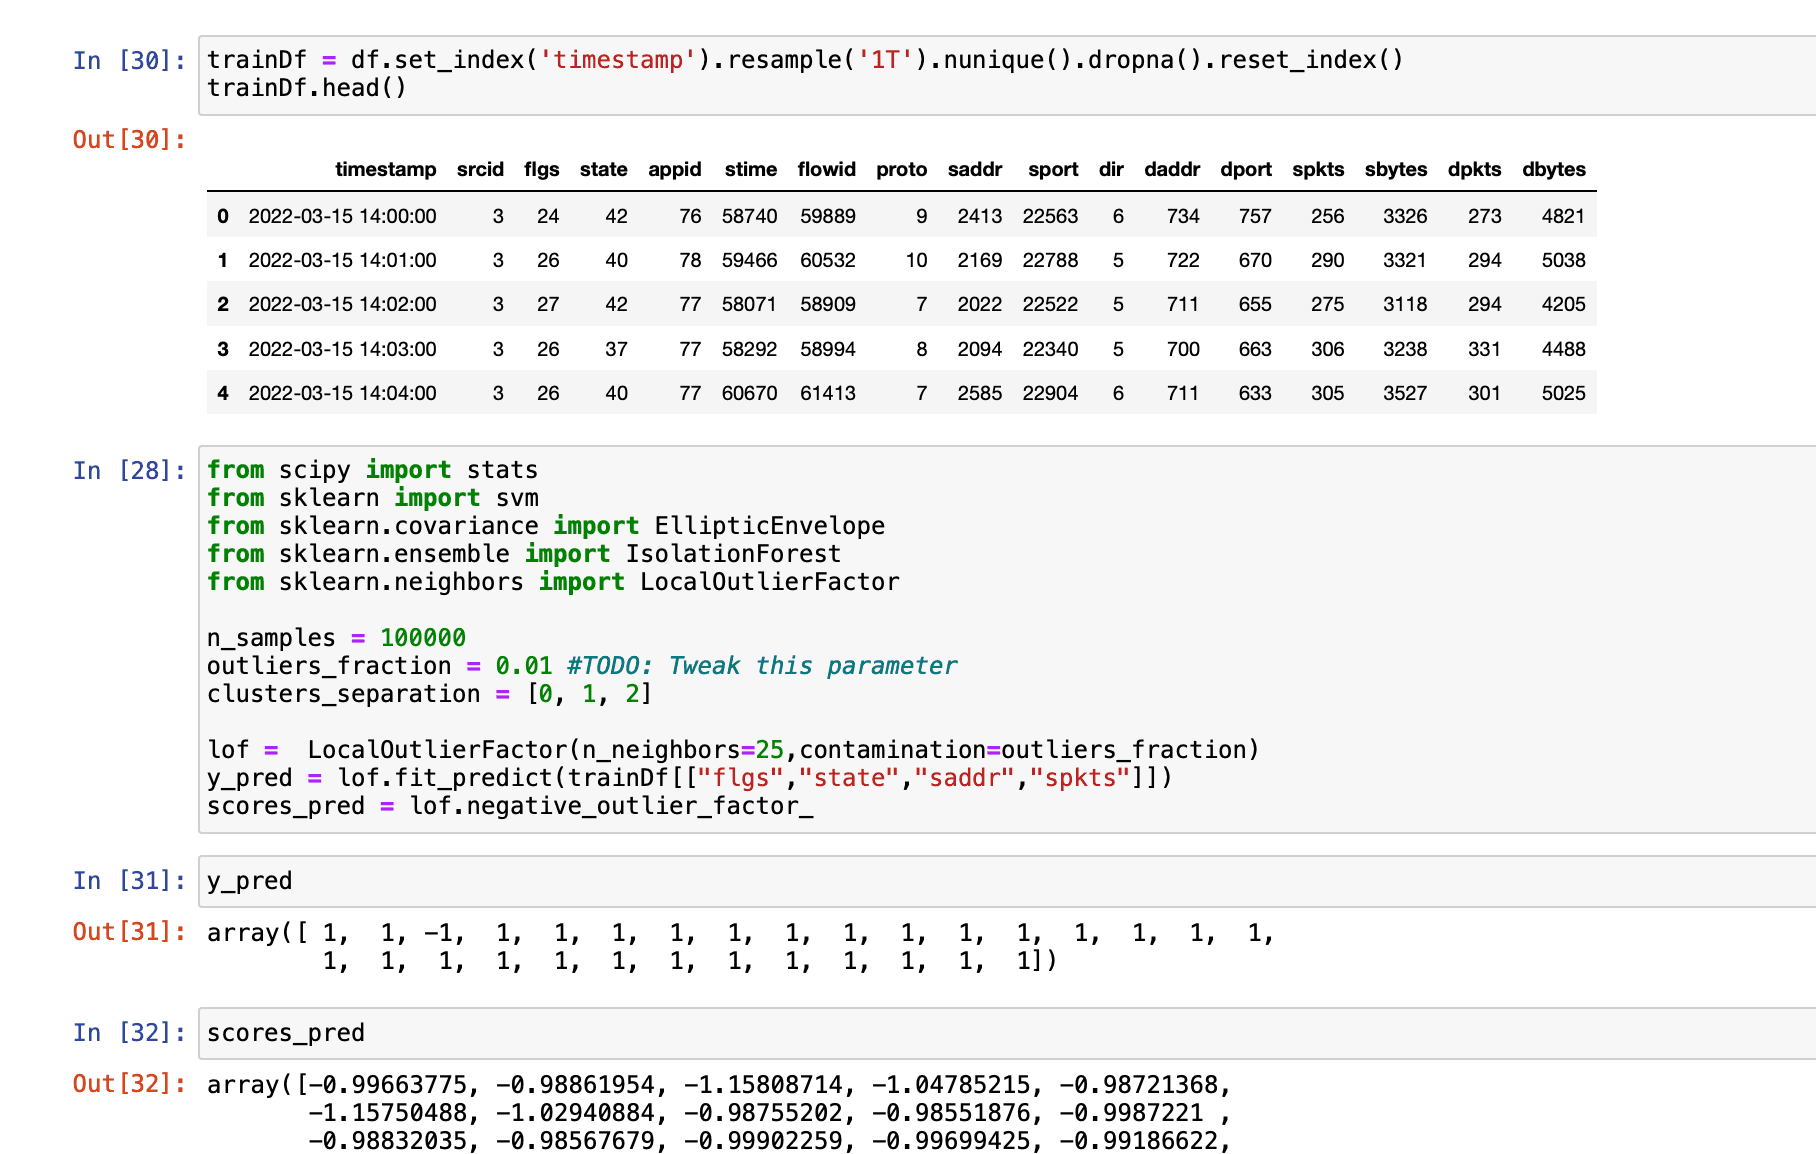 In [30]: trainDf = df.set_index('timestamp').resample('1T').nunique().dropna().reset_index()
trainDf.head()
Out[30]:
timestamp srcid flgs state appid stime flowid proto saddr sport dir daddr dport spkts sbytes dpkts dbytes
0 2022-03-15 14:00:00 3 24 42 76 58740 59889 9 2413 22563 6 734 757 256 3326 273 4821
1 2022-03-15 14:01:00 3 26 40 78 59466 60532 10 2169 22788 5 722 670 290 3321 294 5038
2 2022-03-15 14:02:00 3 27 42 77 58071 58909 7 2022 22522 5 711 655 275 3118 294 4205
3 2022-03-15 14:03:00 3 26 37 77 58292 58994 8 2094 22340 5 700 663 306 3238 331 4488
4 2022-03-15 14:04:00 3 26 40 77 60670 61413 7 2585 22904 6 711 633 305 3527 301 5025
In [28]: from scipy import stats
from sklearn import svm
from sklearn.covariance import EllipticEnvelope
from sklearn.ensemble import IsolationForest
from sklearn.neighbors import LocalOutlierFactor
n_samples = 100000
outliers_fraction = 0.01 #TODO: Tweak this parameter
clusters_separation = [0, 1, 2]
lof =  LocalOutlierFactor(n_neighbors=25,contamination=outliers_fraction)
y_pred = lof.fit_predict(trainDf[["flgs","state","saddr","spkts"]])
scores_pred = lof.negative_outlier_factor_
In [31]: y_pred
Out[31]: array([ 1,  1, -1,  1,  1,  1,  1,  1,  1,  1,  1,  1,  1,  1,  1,  1,  1,
1,  1,  1,  1,  1,  1,  1,  1,  1,  1,  1,  1,  1])
In [32]: scores_pred
Out[32]: array([-0.99663775, -0.98861954, -1.15808714, -1.04785215, -0.98721368,
-1.15750488, -1.02940884, -0.98755202, -0.98551876, -0.9987221 ,
-0.98832035, -0.98567679, -0.99902259, -0.99699425, -0.99186622,